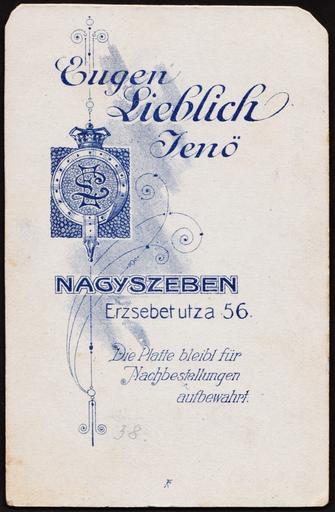 Eugen
Lieblich
Jenö
NAGYSZEBEN
Erzsebet utza 56.
Die Platte bleibt für
Nachbestellungen
aufbewahrt.
38.